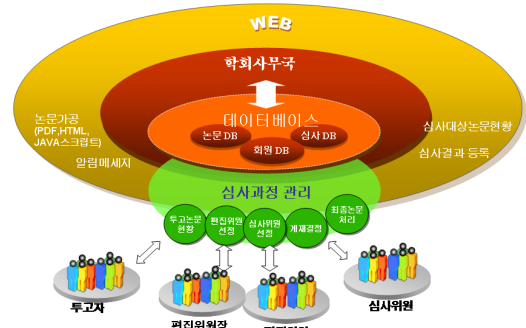 WEB
학회사무국
데이터베이스
논문 DB
심사 DB
회원 DB
논문가공
(PDF,HTML,
JAVA스크립트)
알림메세지
심사대상논문현황
심사결과 등록
심사과정 관리
투고논문
현황
편집위원
선정
심사위원
선정
게재결정
최종논문
처리
투고자
편집위원장
심사위원